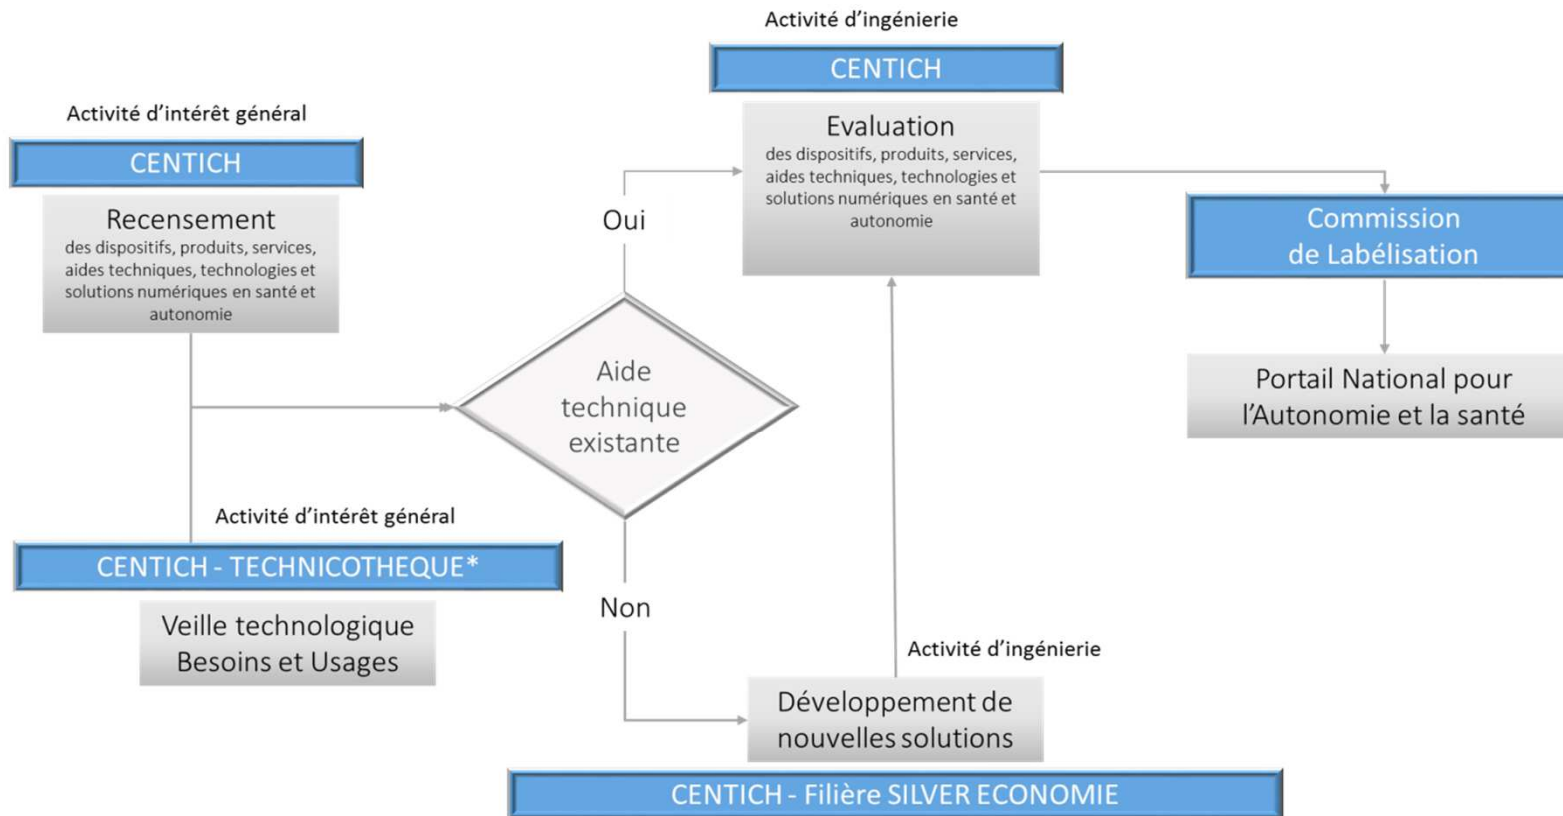 Activité d'intérêt général
CENTICH
Recensement
des dispositifs, produits, services,
aides techniques, technologies et
solutions numériques en santé et
autonomie
Activité d'intérêt général
CENTICH - TECHNICOTHEQUE*
Veille technologique
Besoins et Usages
Aide
technique
existante
Oui
Non
Activité d'ingénierie
CENTICH
Evaluation
des dispositifs, produits, services,
aides techniques, technologies et
solutions numériques en santé et
autonomie
Activité d'ingénierie
Développement de
nouvelles solutions
CENTICH - Filière SILVER ECONOMIE
Commission
de Labélisation
Portail National pour
l'Autonomie et la santé